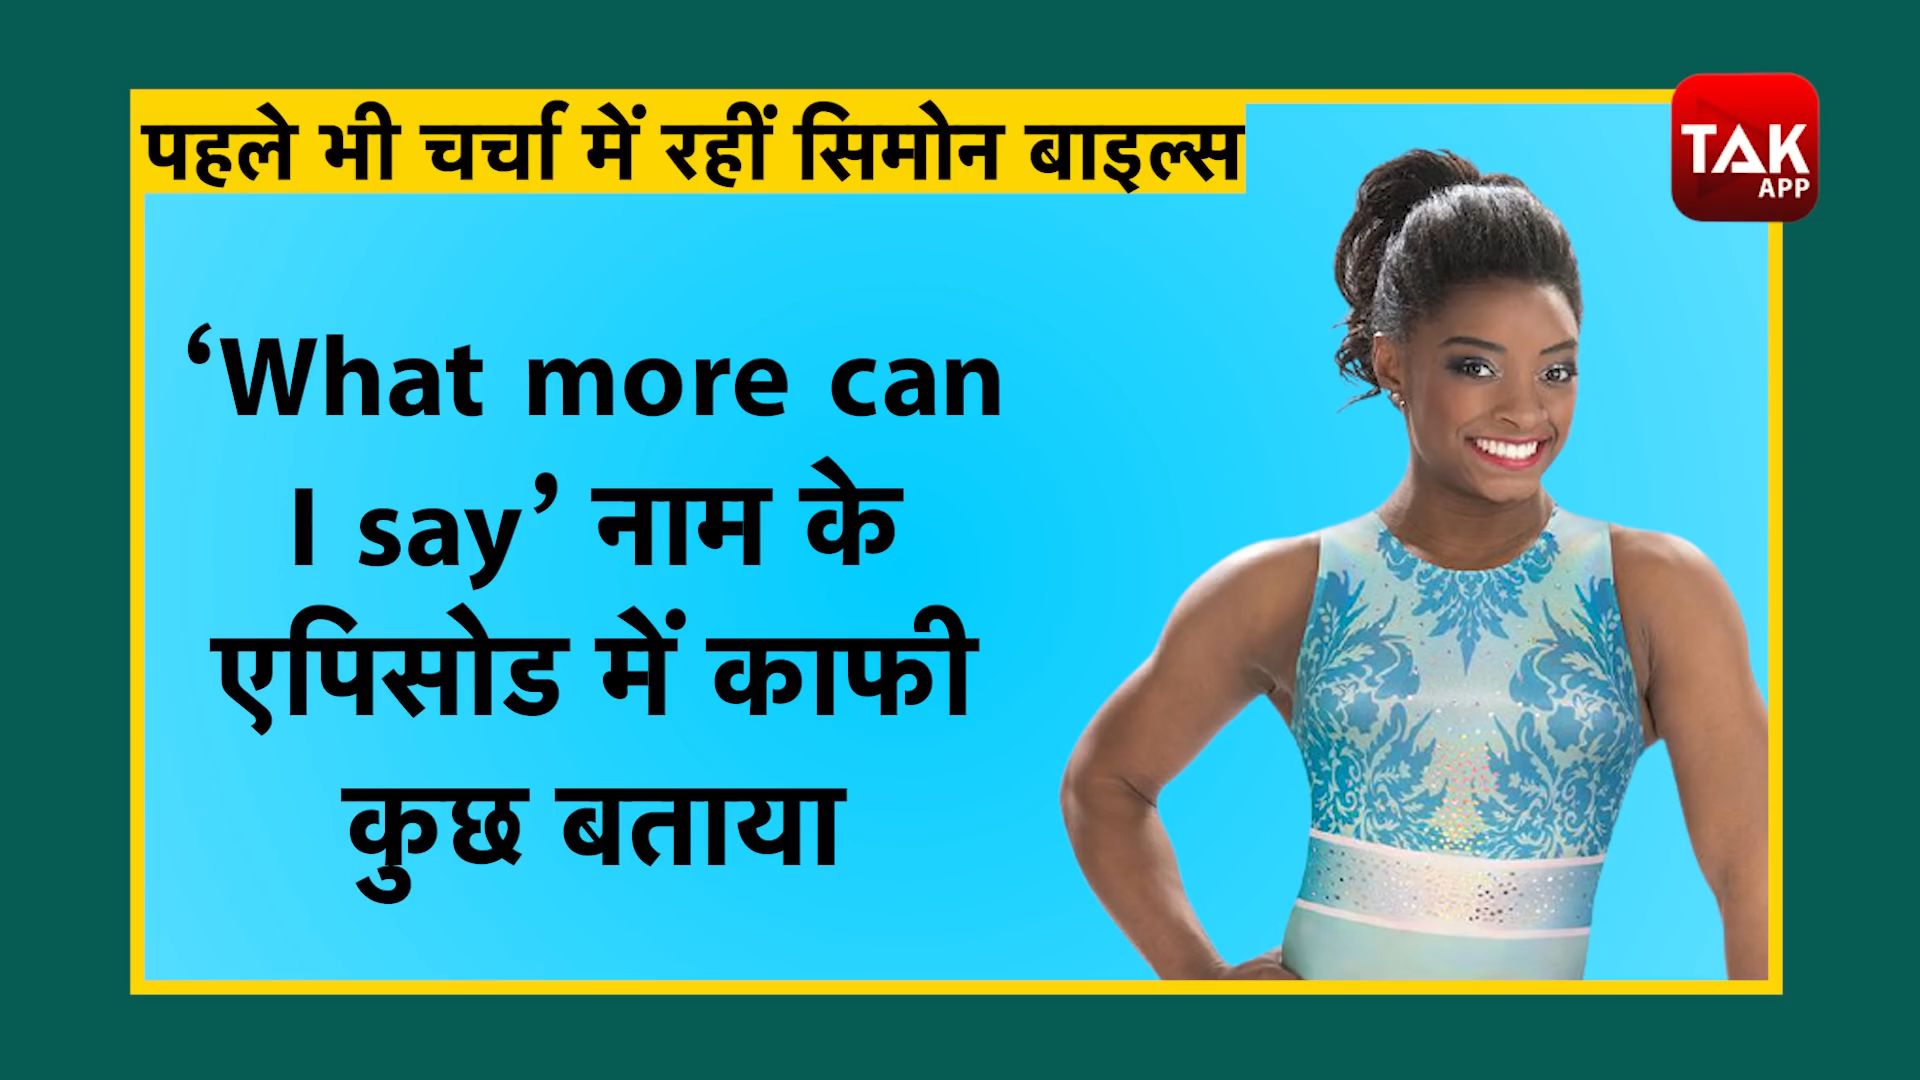 पहले भी चर्चा में रहीं सिमोन बाइल्स
TAK
APP
‘What more can
I say’ नाम के
एपिसोड में काफी
कुछ बताया